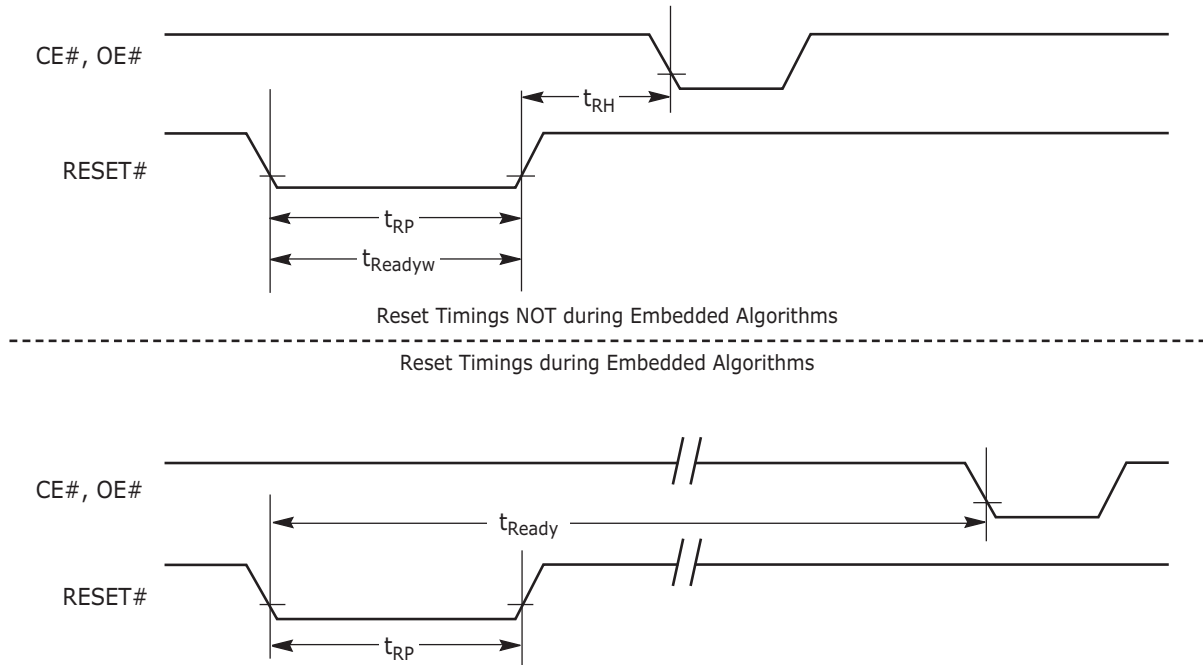 CE#, OE#
tRH
RESET#
tRP
tReadyw
Reset Timings NOT during Embedded Algorithms
Reset Timings during Embedded Algorithms
CE#, OE#
tReady
RESET#
tRP